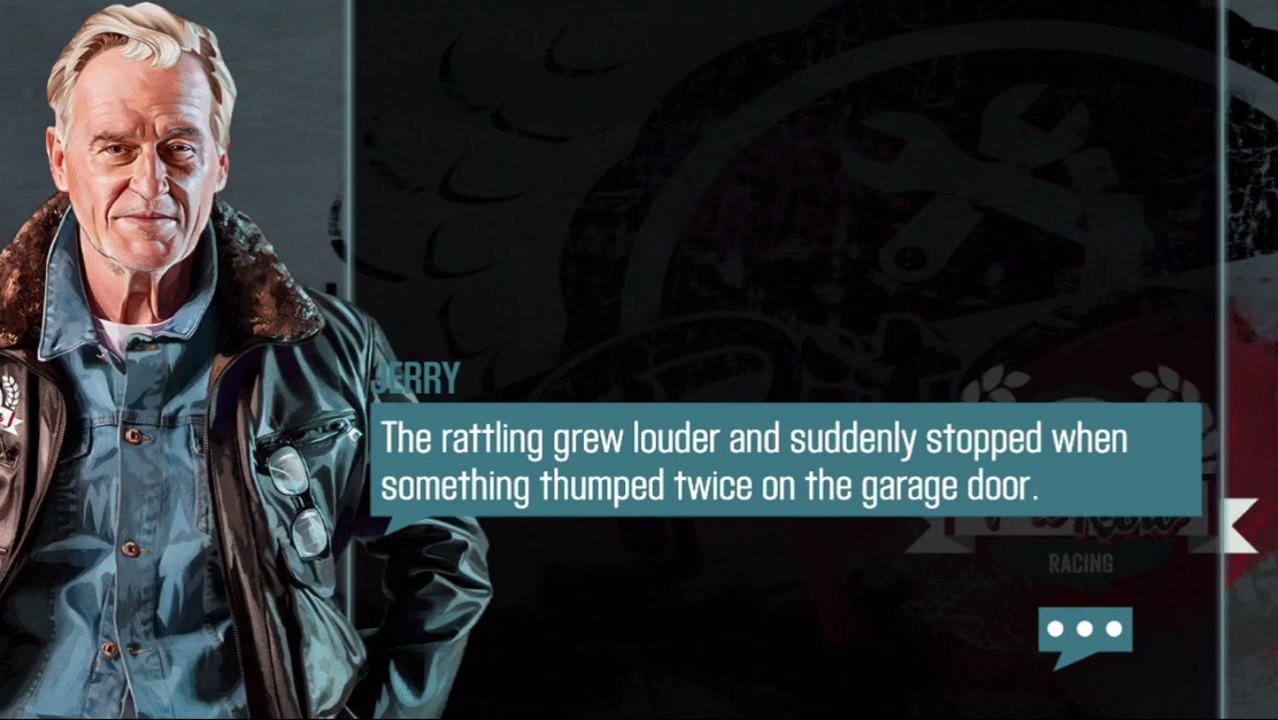 JERRY
The rattling grew louder and suddenly stopped when
something thumped twice on the garage door.
RACING